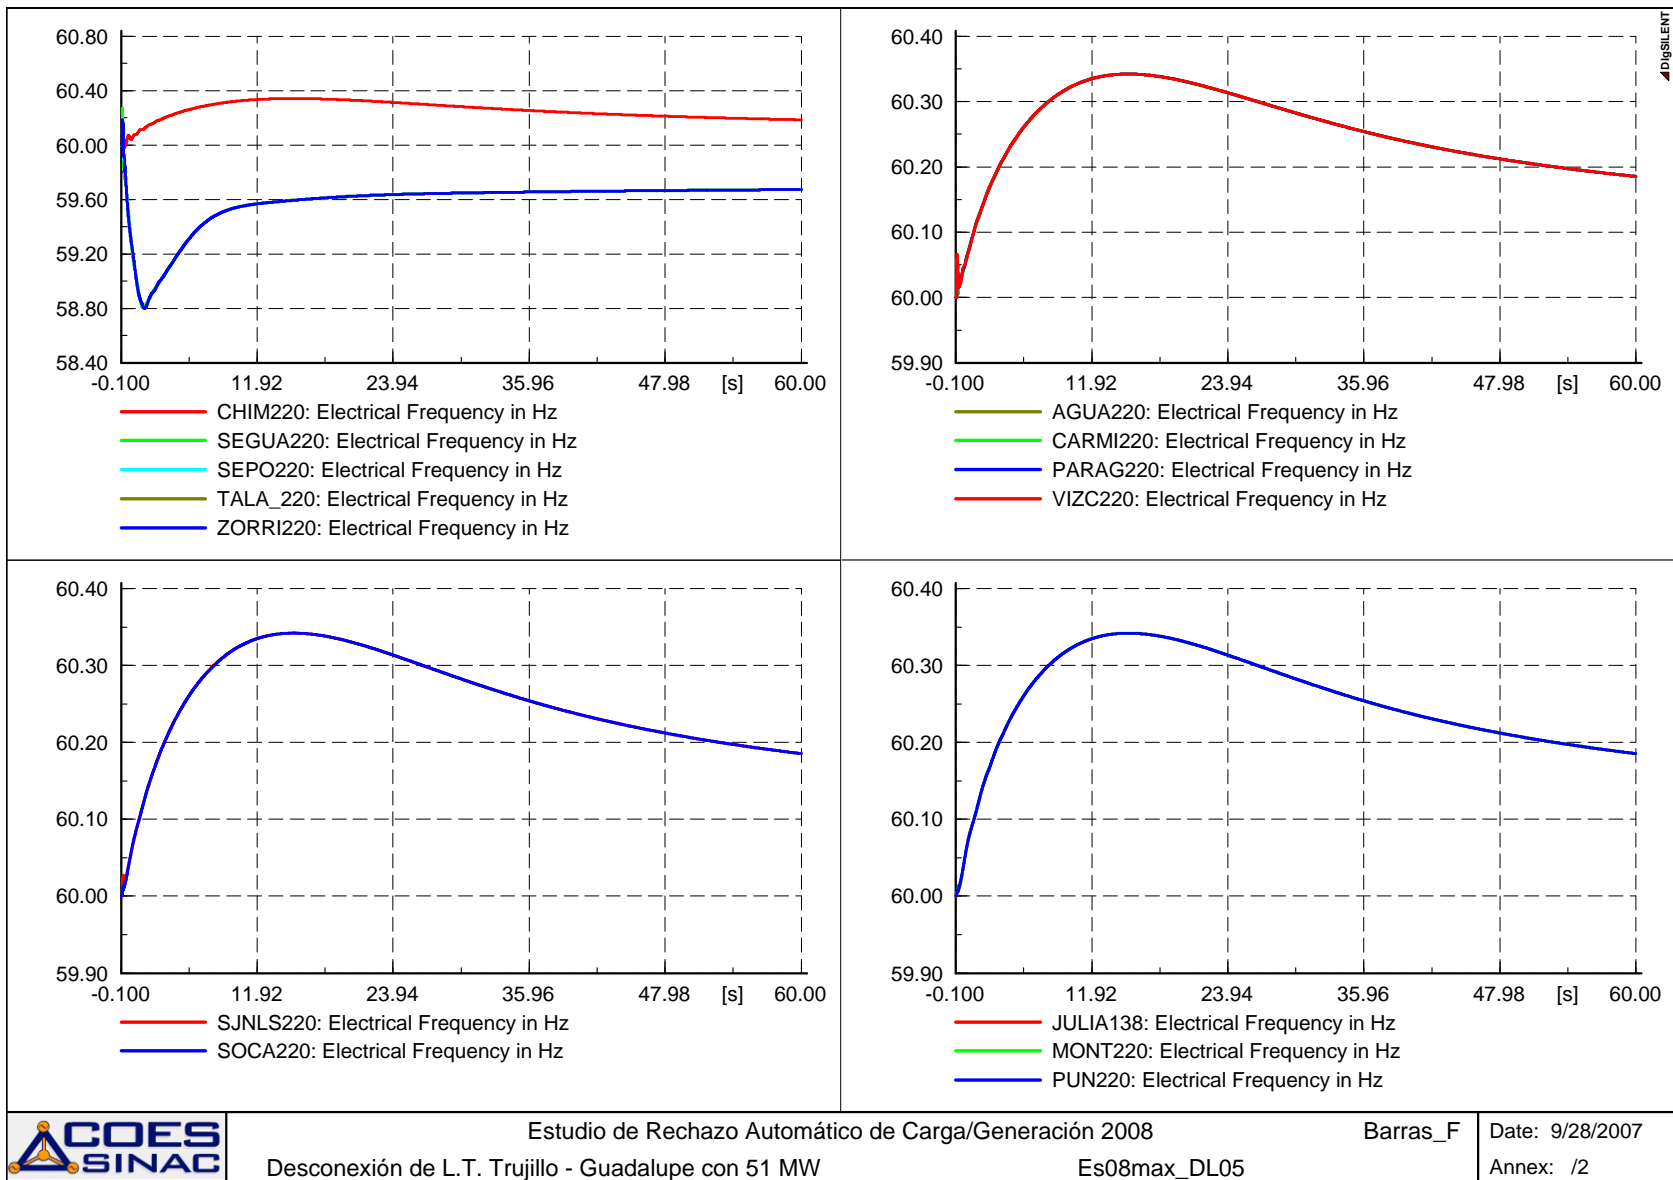 60.80
60.40
60.00
59.60
59.20
58.80
58.40
-0.100 11.92 23.94 35.96 47.98 [s] 60.00
CHIM220: Electrical Frequency in Hz
SEGUA220: Electrical Frequency in Hz
SEPO220: Electrical Frequency in Hz
TALA_220: Electrical Frequency in Hz
ZORRI220: Electrical Frequency in Hz
60.40
60.30
60.20
60.10
60.00
59.90
-0.100 11.92 23.94 35.96 47.98 [s] 60.00
AGUA220: Electrical Frequency in Hz
CARMI220: Electrical Frequency in Hz
PARAG220: Electrical Frequency in Hz
VIZC220: Electrical Frequency in Hz
DIgSILENT
60.40
60.30
60.20
60.10
60.00
59.90
-0.100 11.92 23.94 35.96 47.98 [s] 60.00
SJNLS220: Electrical Frequency in Hz
SOCA220: Electrical Frequency in Hz
60.40
60.30
60.20
60.10
60.00
59.90
-0.100 11.92 23.94 35.96 47.98 [s] 60.00
JULIA138: Electrical Frequency in Hz
MONT220: Electrical Frequency in Hz
PUN220: Electrical Frequency in Hz
COES
SINAC
Estudio de Rechazo Automático de Carga/Generación 2008 Barras_F
Desconexión de L.T. Trujillo - Guadalupe con 51 MW Es08max_DL05
Date: 9/28/2007
Annex: /2